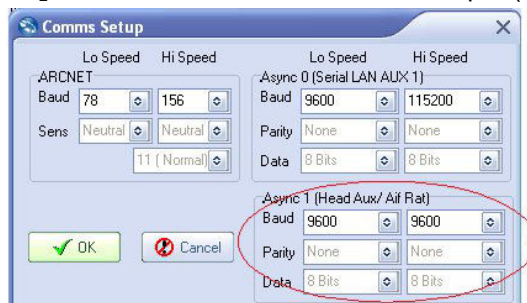 Comms Setup
Lo Speed Hi Speed
ARCNET
Baud 78 156
Sens Neutral Neutral
11 ( Normal)
Lo Speed Hi Speed
Async 0 (Serial LAN AUX 1)
Baud 9600 115200
Parity None None
Data 8 Bits 8 Bits
Async 1 (Head Aux/ Aif Rat)
Baud 9600 9600
Parity None None
Data 8 Bits 8 Bits
OK Cancel